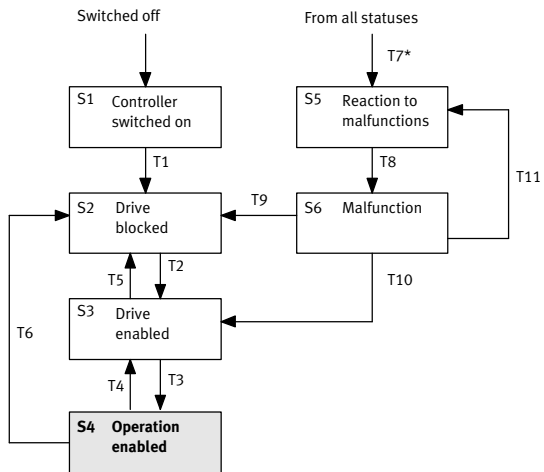 Switched off
From all statuses
T7*
S1 Controller
switched on
S5 Reaction to
malfunctions
T1
T8
T11
S2 Drive
blocked
T9
S6 Malfunction
T5
T2
T10
S3 Drive
enabled
T6
T4
T3
S4 Operation
enabled